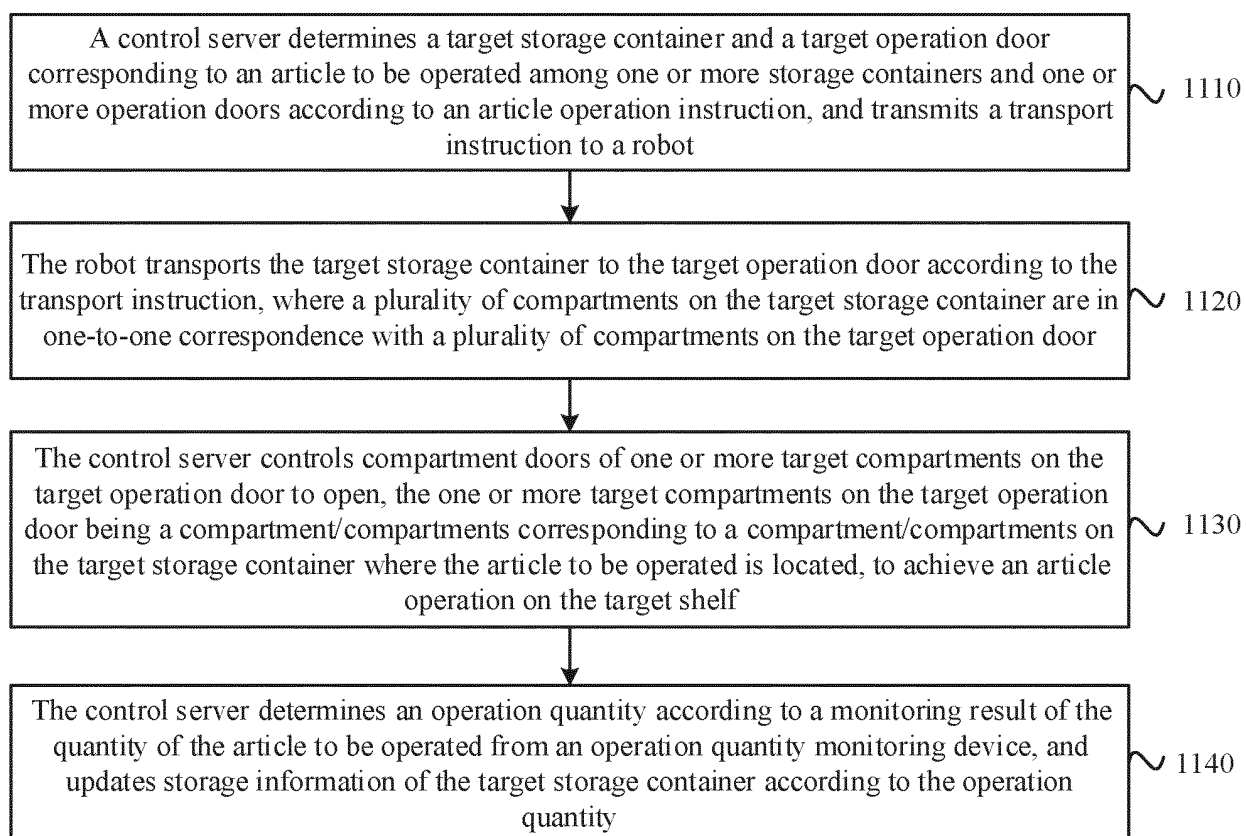 A control server determines a target storage container and a target operation door
corresponding to an article to be operated among one or more storage containers and one or
more operation doors according to an article operation instruction, and transmits a transport
instruction to a robot
1110
The robot transports the target storage container to the target operation door according to the
transport instruction, where a plurality of compartments on the target storage container are in
one-to-one correspondence with a plurality of compartments on the target operation door
1120
The control server controls compartment doors of one or more target compartments on the
target operation door to open, the one or more target compartments on the target operation
door being a compartment/compartments corresponding to a compartment/compartments on
the target storage container where the article to be operated is located, to achieve an article
operation on the target shelf
1130
The control server determines an operation quantity according to a monitoring result of the
quantity of the article to be operated from an operation quantity monitoring device, and
updates storage information of the target storage container according to the operation
quantity
1140